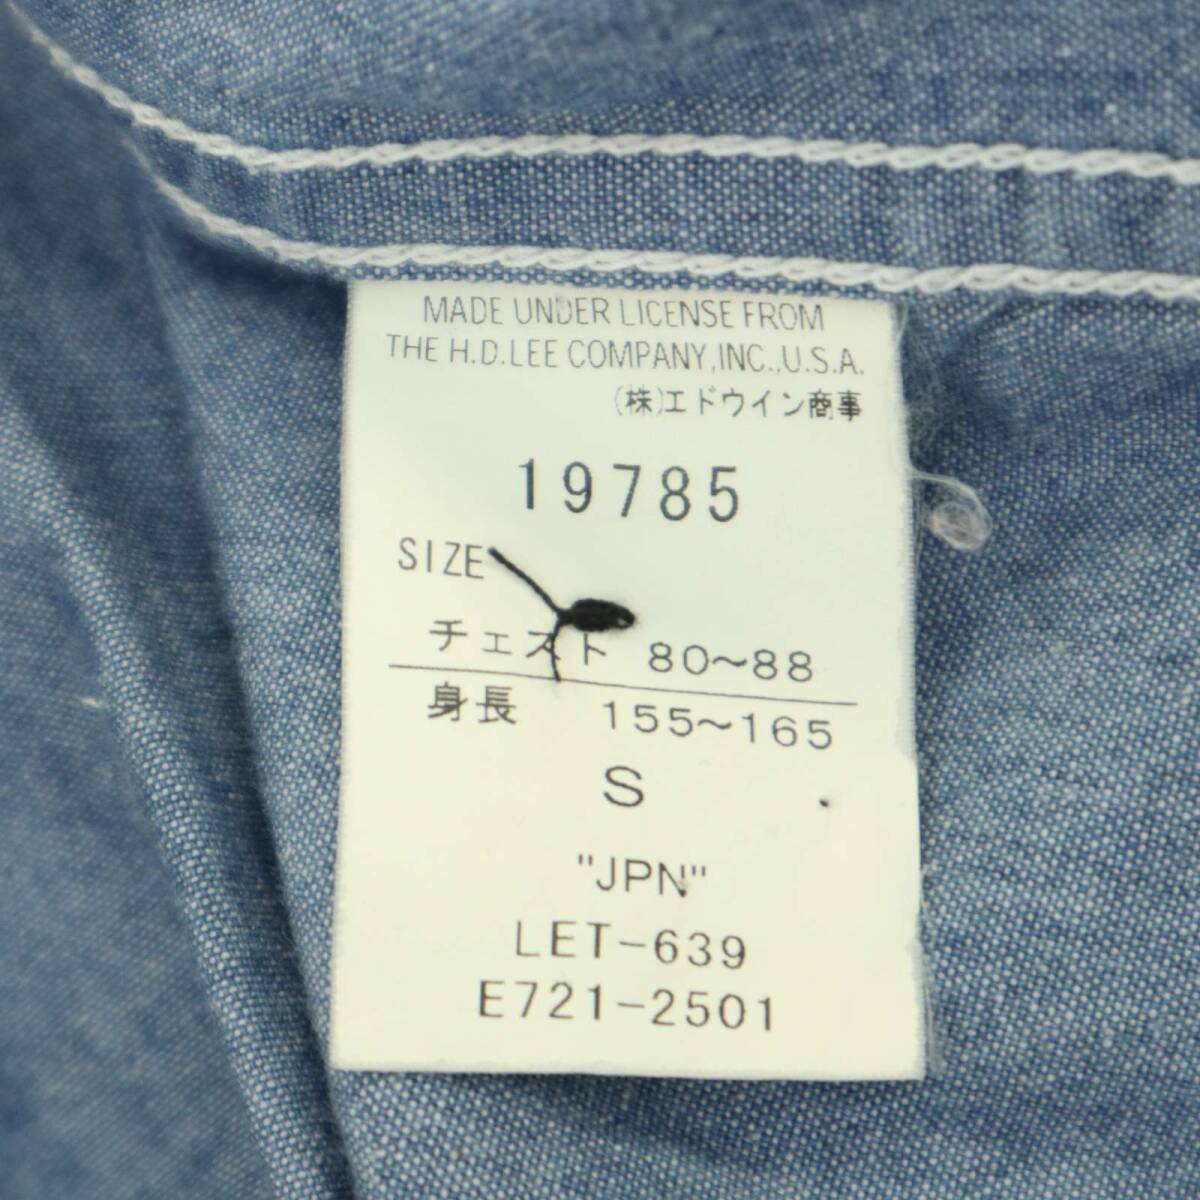 MADE UNDER LICENSE FROM
THE H.D.LEE COMPANY,INC.,U.S.A.
(株)エドウイン商事
19785
SIZE
チェスト 80~88
身長 155~165
S
"JPN"
LET-639
E721-2501